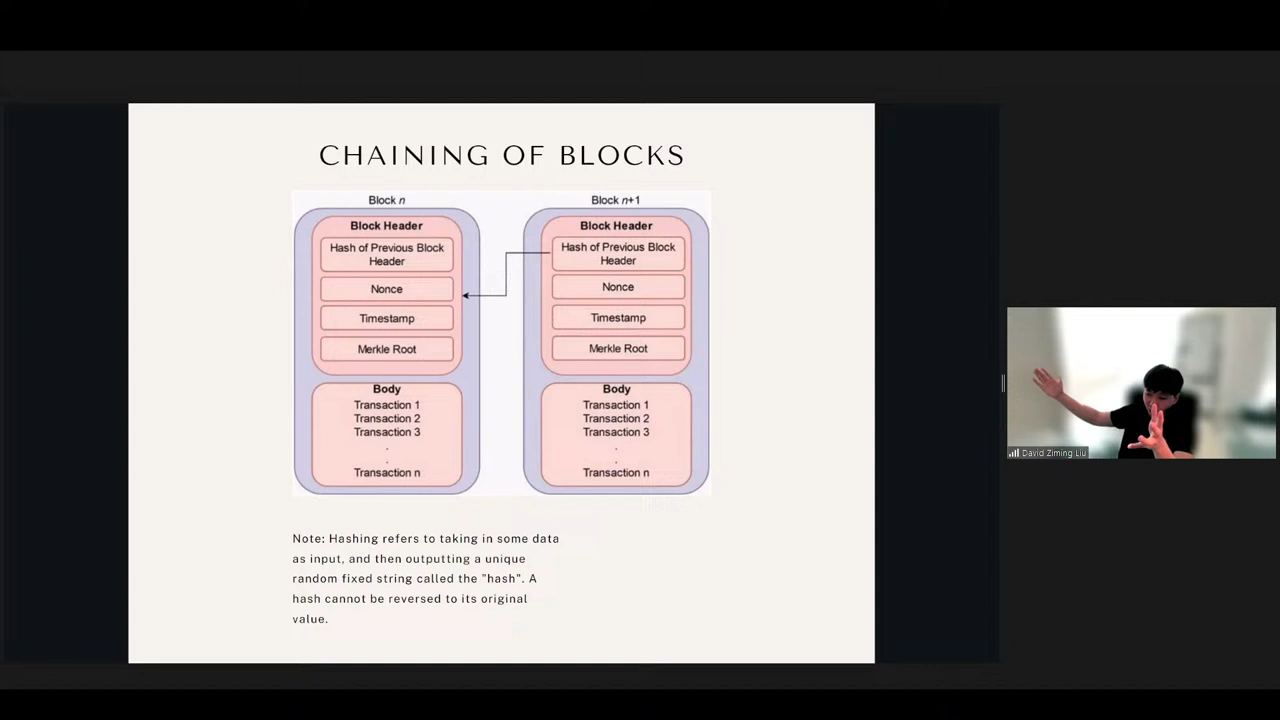 CHAINING OF BLOCKS
Block n
Block Header
Hash of Previous Block
Header
Nonce
Timestamp
Merkle Root
Body
Transaction 1
Transaction 2
Transaction 3
.
.
Transaction n
Block n+1
Block Header
Hash of Previous Block
Header
Nonce
Timestamp
Merkle Root
Body
Transaction 1
Transaction 2
Transaction 3
.
.
Transaction n
Note: Hashing refers to taking in some data
as input, and then outputting a unique
random fixed string called the "hash". A
hash cannot be reversed to its original
value.
David Ziming Liu